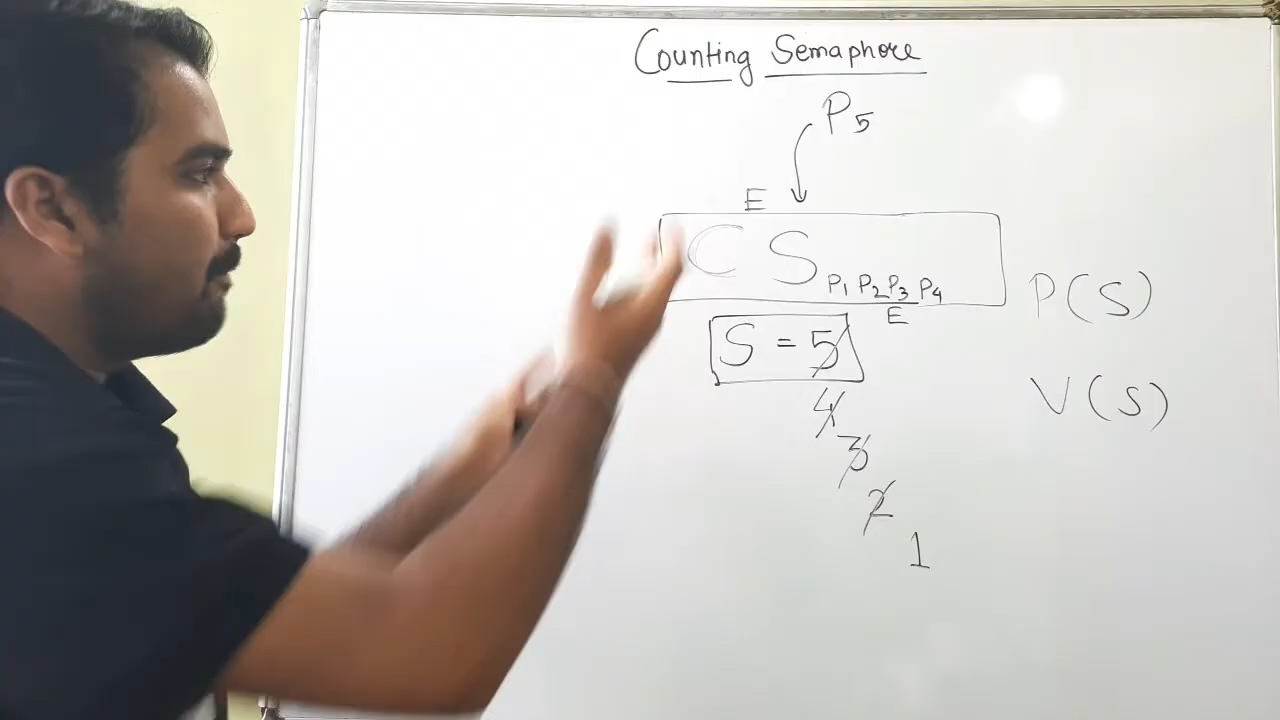 Counting Semaphore
P5
E
CS P1 P2 P3 P4
E
P(S)
S = 5
4
V(S)
3
2
1